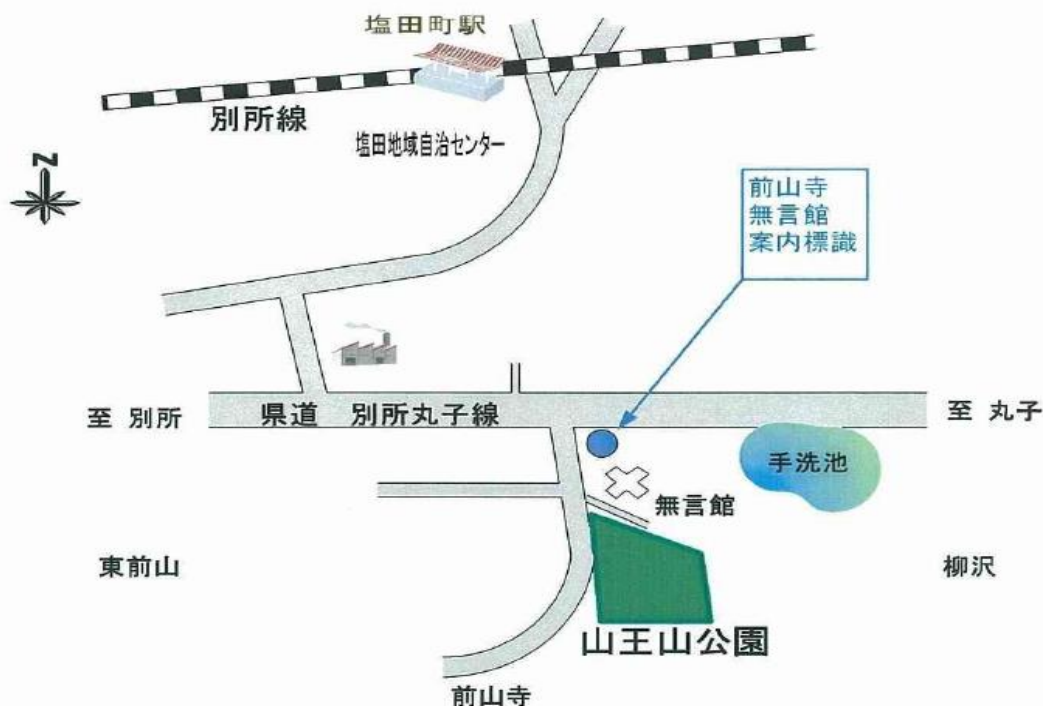 塩田町駅
別所線
塩田地域自治センター
N
前山寺
無言館
案内標識
至 別所
県道 別所丸子線
至 丸子
手洗池
無言館
東前山
柳沢
山王山公園
前山寺